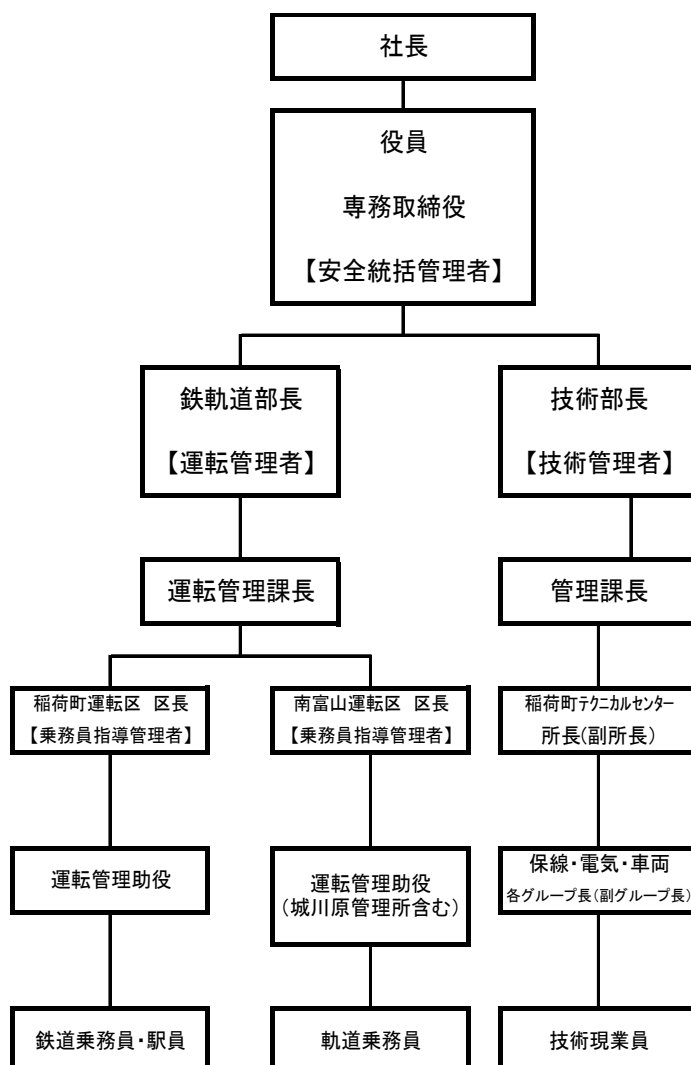 社長
役員
専務取締役
【安全統括管理者】
鉄軌道部長
【運転管理者】
技術部長
【技術管理者】
運転管理課長
管理課長
稲荷町運転区 区長
【乗務員指導管理者】
南富山運転区 区長
【乗務員指導管理者】
稲荷町テクニカルセンター
所長(副所長)
運転管理助役
運転管理助役
(城川原管理所含む)
保線・電気・車両
各グループ長(副グループ長)
鉄道乗務員・駅員
軌道乗務員
技術現業員